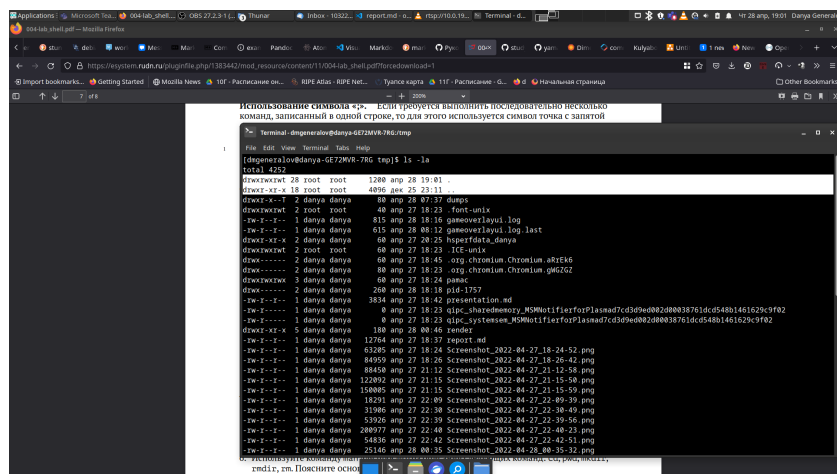 Applications
Microsoft Tea...
004-lab_shell....
OBS 27.2.3-1 (...
Thunar
Inbox - 10322...
report.md - o...
rtsp://10.0.19...
Terminal - d...
Чт 28 апр, 19:01
Danya General
004-lab_shell.pdf — Mozilla Firefox
https://esystem.rudn.ru/pluginfile.php/1383442/mod_resource/content/11/004-lab_shell.pdf?forcedownload=1
Import bookmarks...
Getting Started
Mozilla News
10Г - Расписание он...
RIPE Atlas - RIPE Net...
Туапсе карта
11Г - Расписание - G...
d
Начальная страница
Other Bookmarks
7 of 8
200%
Использование символа «;». Если требуется выполнить последовательно несколько
команд, записанный в одной строке, то для этого используется символ точка с запятой
Terminal - dmgeneralov@danya-GE72MVR-7RG:/tmp
File Edit View Terminal Tabs Help
[dmgeneralov@danya-GE72MVR-7RG tmp]$ ls -la
total 4252
drwxrwxrwt 28 root root 1200 апр 28 19:01 .
drwxr-xr-x 18 root root 4096 дек 25 23:11 ..
drwxr-x--T 2 danya danya 80 апр 28 07:37 dumps
drwxrwxrwt 2 root root 40 апр 27 18:23 .font-unix
-rw-r--r-- 1 danya danya 815 апр 28 18:16 gameoverlayui.log
-rw-r--r-- 1 danya danya 615 апр 28 08:12 gameoverlayui.log.last
drwxr-xr-x 2 danya danya 60 апр 27 20:25 hsperfdata_danya
drwxrwxrwt 2 root root 60 апр 27 18:23 .ICE-unix
drwx------ 2 danya danya 60 апр 27 18:45 .org.chromium.Chromium.aRrEk6
drwx------ 2 danya danya 80 апр 27 18:23 .org.chromium.Chromium.gWGZGZ
drwxrwxrwx 3 danya danya 60 апр 27 18:24 pamac
drwx------ 2 danya danya 260 апр 28 18:18 pid-1757
-rw-r--r-- 1 danya danya 3834 апр 27 18:42 presentation.md
-rw-r----- 1 danya danya 0 апр 27 18:23 qipc_sharedmemory_MSMNotifierforPlasmad7cd3d9ed002d00038761dcd548b1461629c9f02
-rw-r----- 1 danya danya 0 апр 27 18:23 qipc_systemsem_MSMNotifierforPlasmad7cd3d9ed002d00038761dcd548b1461629c9f02
drwxr-xr-x 5 danya danya 180 апр 28 00:46 render
-rw-r--r-- 1 danya danya 12764 апр 27 18:37 report.md
-rw-r--r-- 1 danya danya 63205 апр 27 18:24 Screenshot_2022-04-27_18-24-52.png
-rw-r--r-- 1 danya danya 84959 апр 27 18:26 Screenshot_2022-04-27_18-26-42.png
-rw-r--r-- 1 danya danya 88450 апр 27 21:12 Screenshot_2022-04-27_21-12-58.png
-rw-r--r-- 1 danya danya 122092 апр 27 21:15 Screenshot_2022-04-27_21-15-50.png
-rw-r--r-- 1 danya danya 150005 апр 27 21:15 Screenshot_2022-04-27_21-15-59.png
-rw-r--r-- 1 danya danya 18291 апр 27 22:09 Screenshot_2022-04-27_22-09-39.png
-rw-r--r-- 1 danya danya 31906 апр 27 22:30 Screenshot_2022-04-27_22-30-49.png
-rw-r--r-- 1 danya danya 53926 апр 27 22:39 Screenshot_2022-04-27_22-39-56.png
-rw-r--r-- 1 danya danya 200977 апр 27 22:40 Screenshot_2022-04-27_22-40-23.png
-rw-r--r-- 1 danya danya 54836 апр 27 22:42 Screenshot_2022-04-27_22-42-51.png
-rw-r--r-- 1 danya danya 25146 апр 28 00:35 Screenshot_2022-04-28_00-35-32.png
rmdir, rm. Поясните основ